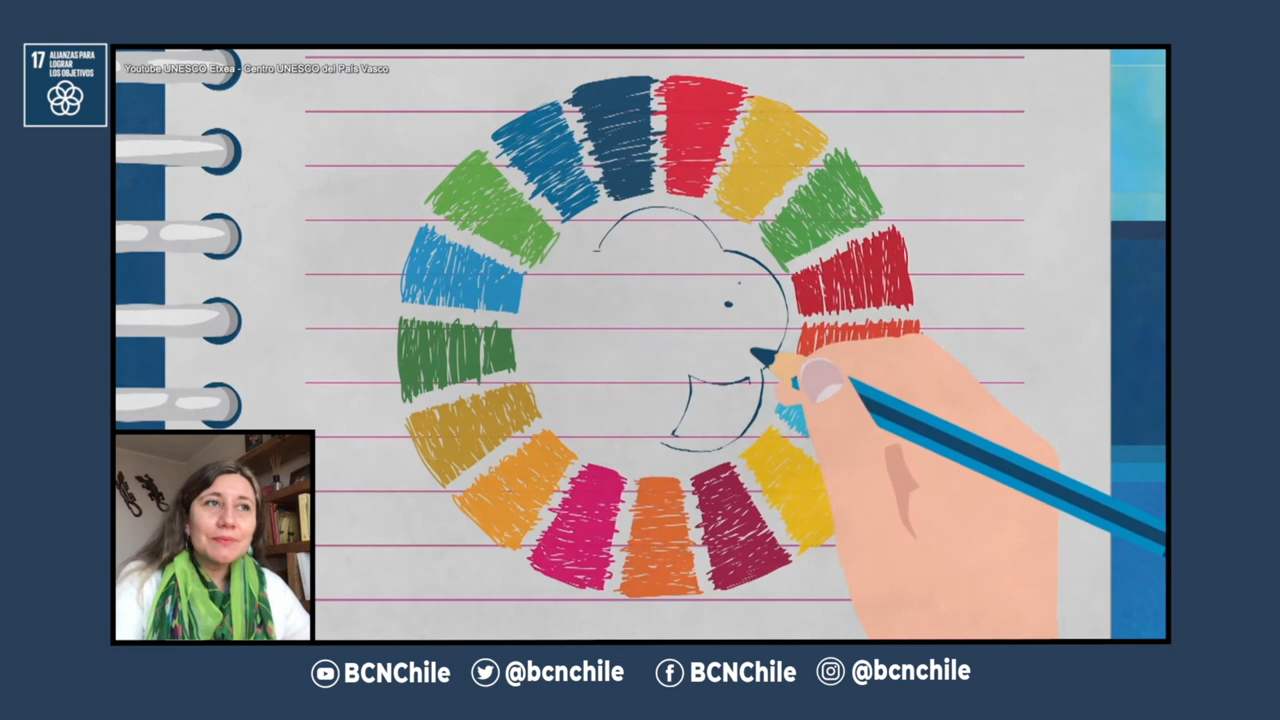 17 ALIANZAS PARA
LOGRAR
LOS OBJETIVOS
Youtube UNESCO Etxea - Centro UNESCO del País Vasco
BCNChile @bcnchile BCNChile @bcnchile